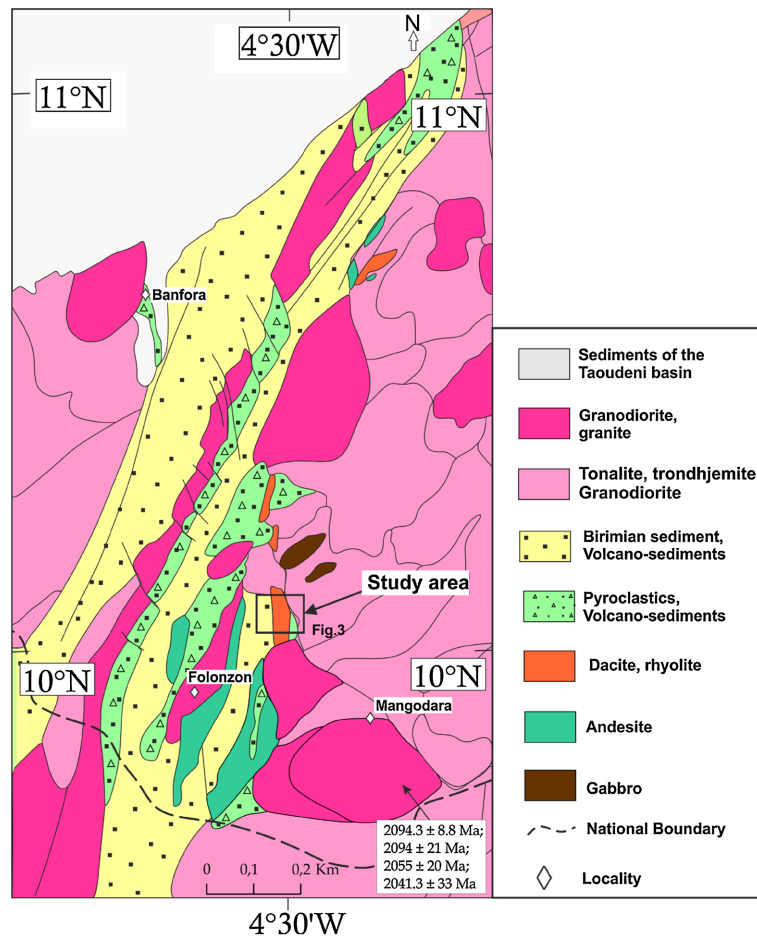 N
4°30'W
11°N
11°N
Banfora
Study area
Fig.3
10°N
Folonzon
10°N
Mangodara
2094.3 ± 8.8 Ma;
2094 ± 21 Ma;
2055 ± 20 Ma;
2041.3 ± 33 Ma
0 0,1 0,2 Km
4°30'W
Sediments of the
Taoudeni basin
Granodiorite,
granite
Tonalite, trondhjemite
Granodiorite
Birimian sediment,
Volcano-sediments
Pyroclastics,
Volcano-sediments
Dacite, rhyolite
Andesite
Gabbro
National Boundary
Locality